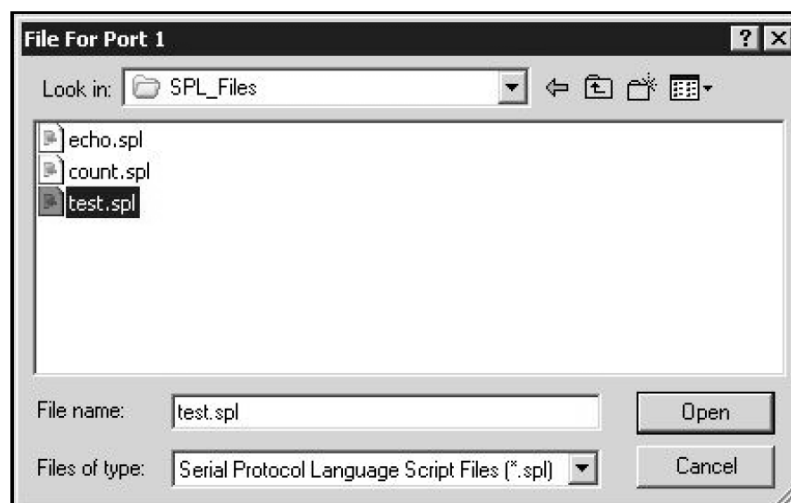 File For Port 1
Look in: SPL_Files
echo.spl
count.spl
test.spl
File name: test.spl Open
Files of type: Serial Protocol Language Script Files (*.spl) Cancel